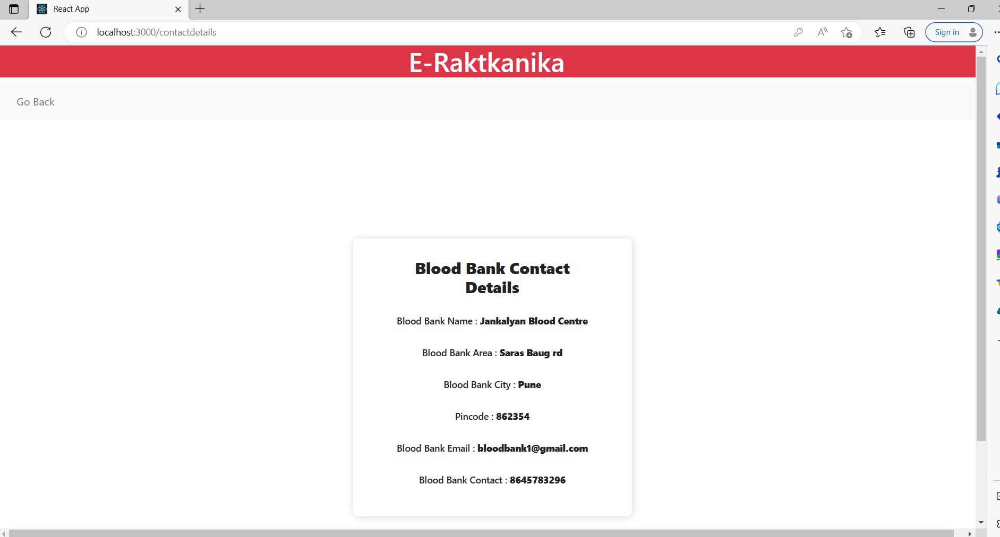 React App
localhost:3000/contactdetails
Sign in
E-Raktkanika
Go Back
Blood Bank Contact
Details
Blood Bank Name : Jankalyan Blood Centre
Blood Bank Area : Saras Baug rd
Blood Bank City : Pune
Pincode : 862354
Blood Bank Email : bloodbank1@gmail.com
Blood Bank Contact : 8645783296